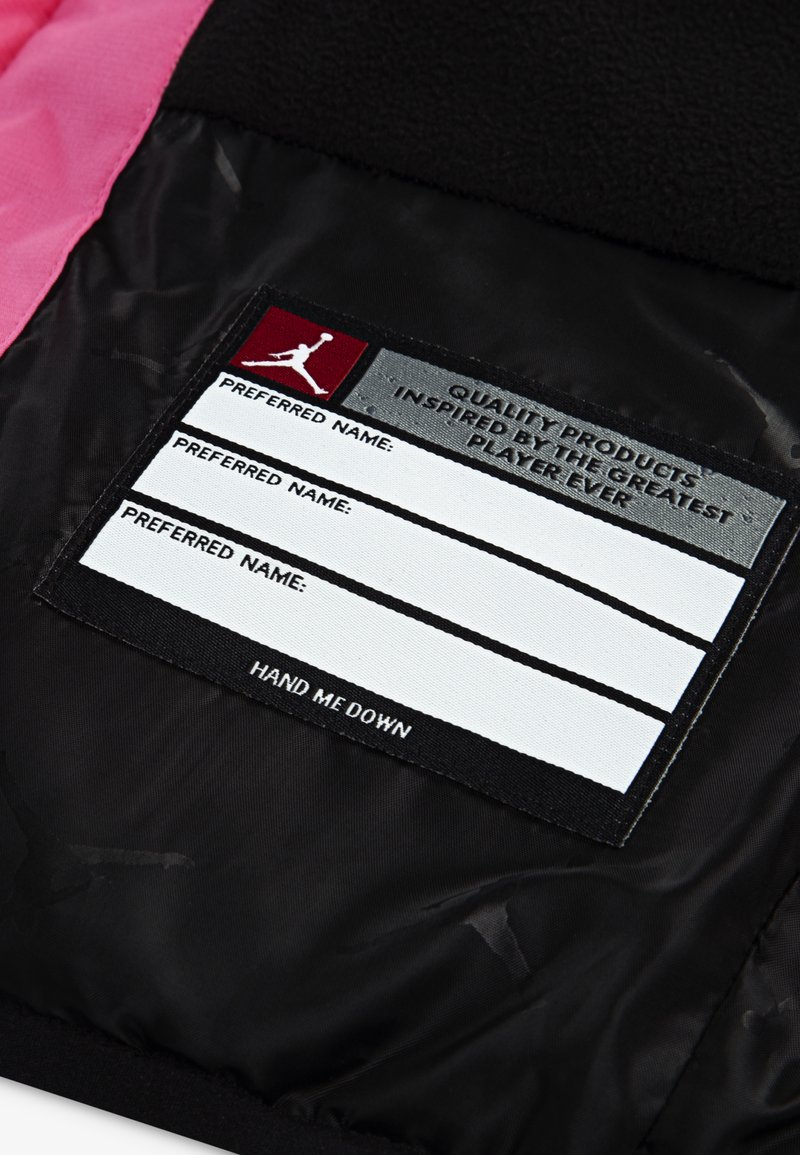 QUALITY PRODUCTS
INSPIRED BY THE GREATEST
PLAYER EVER
PREFERRED NAME:
PREFERRED NAME:
PREFERRED NAME:
HAND ME DOWN